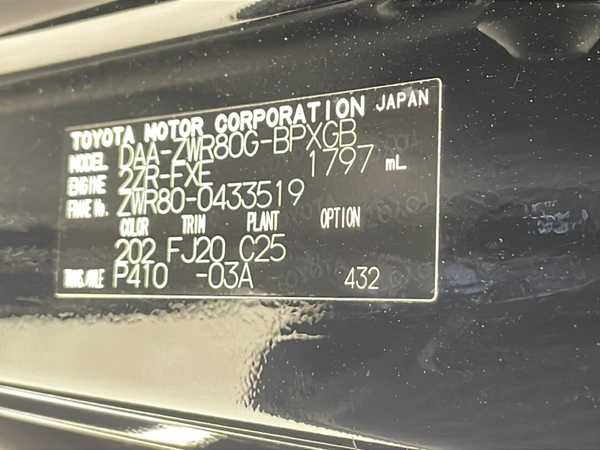 TOYOTA MOTOR CORPORATION JAPAN
MODEL DAA-ZWR80G-BPXGB
ENGINE 2ZR-FXE 1797 mL
FRAME No. ZWR80-0433519
COLOR TRIM PLANT OPTION
202 FJ20 C25
TRANS./AXLE P410 -03A 432